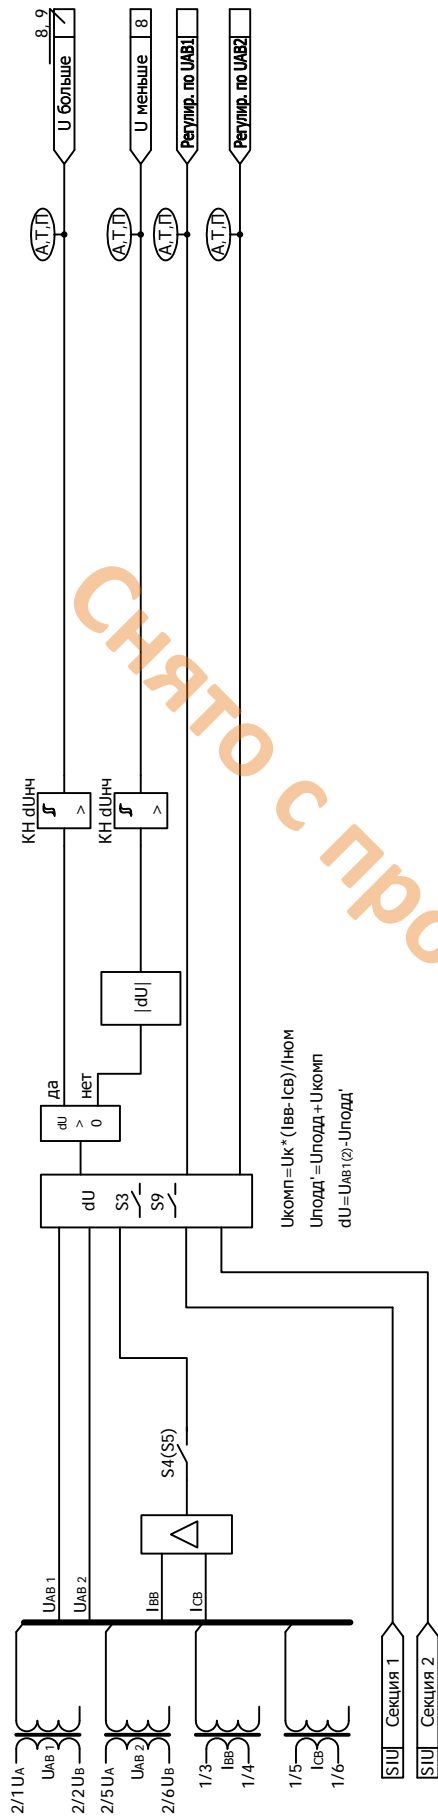 2/1 UA
UAB 1
2/2 UB
2/5 UA
UAB 2
2/6 UB
1/3
IВВ
1/4
1/5
IСВ
1/6
SIU Секция 1
SIU Секция 2
UAB 1
UAB 2
IВВ
IСВ
S4(S5)
dU
S3
S9
dU
>
0
да
нет
|dU|
КН dUнч
>
КН dUнч
>
Uкомп=Uк*(Iвв-Iсв)/Iном
Uподд'=Uподд+Uкомп
dU=UAB1(2)-Uподд'
А,Т,П
А,Т,П
А,Т,П
А,Т,П
U больше
8, 9
U меньше
8
Регулир. по UAB1
Регулир. по UAB2
Снято с про